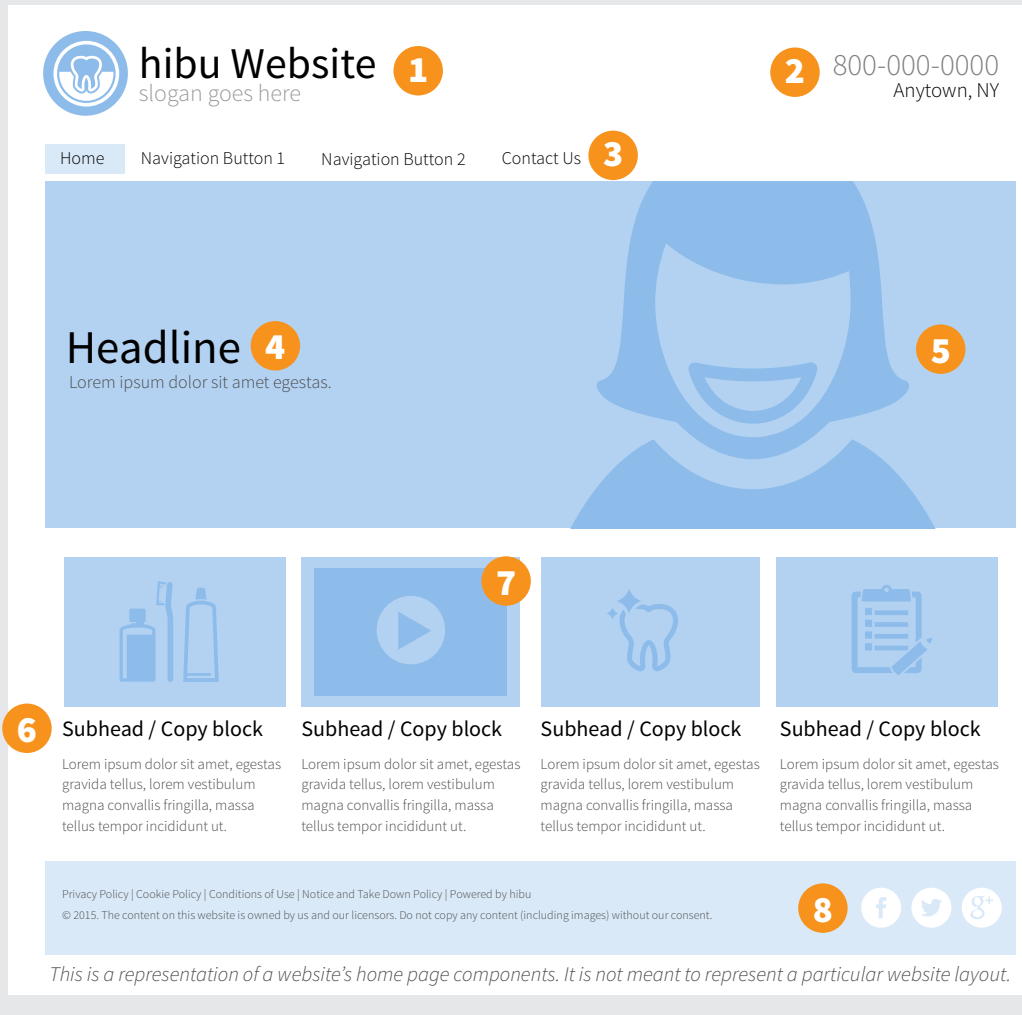 hibu Website 1
slogan goes here
2 800-000-0000
Anytown, NY
Home Navigation Button 1 Navigation Button 2 Contact Us 3
Headline 4
Lorem ipsum dolor sit amet egestas.
5
7
6
Subhead / Copy block
Lorem ipsum dolor sit amet, egestas
gravida tellus, lorem vestibulum
magna convallis fringilla, massa
tellus tempor incididunt ut.
Subhead / Copy block
Lorem ipsum dolor sit amet, egestas
gravida tellus, lorem vestibulum
magna convallis fringilla, massa
tellus tempor incididunt ut.
Subhead / Copy block
Lorem ipsum dolor sit amet, egestas
gravida tellus, lorem vestibulum
magna convallis fringilla, massa
tellus tempor incididunt ut.
Subhead / Copy block
Lorem ipsum dolor sit amet, egestas
gravida tellus, lorem vestibulum
magna convallis fringilla, massa
tellus tempor incididunt ut.
Privacy Policy | Cookie Policy | Conditions of Use | Notice and Take Down Policy | Powered by hibu
© 2015. The content on this website is owned by us and our licensors. Do not copy any content (including images) without our consent.
8 f g+
This is a representation of a website’s home page components. It is not meant to represent a particular website layout.